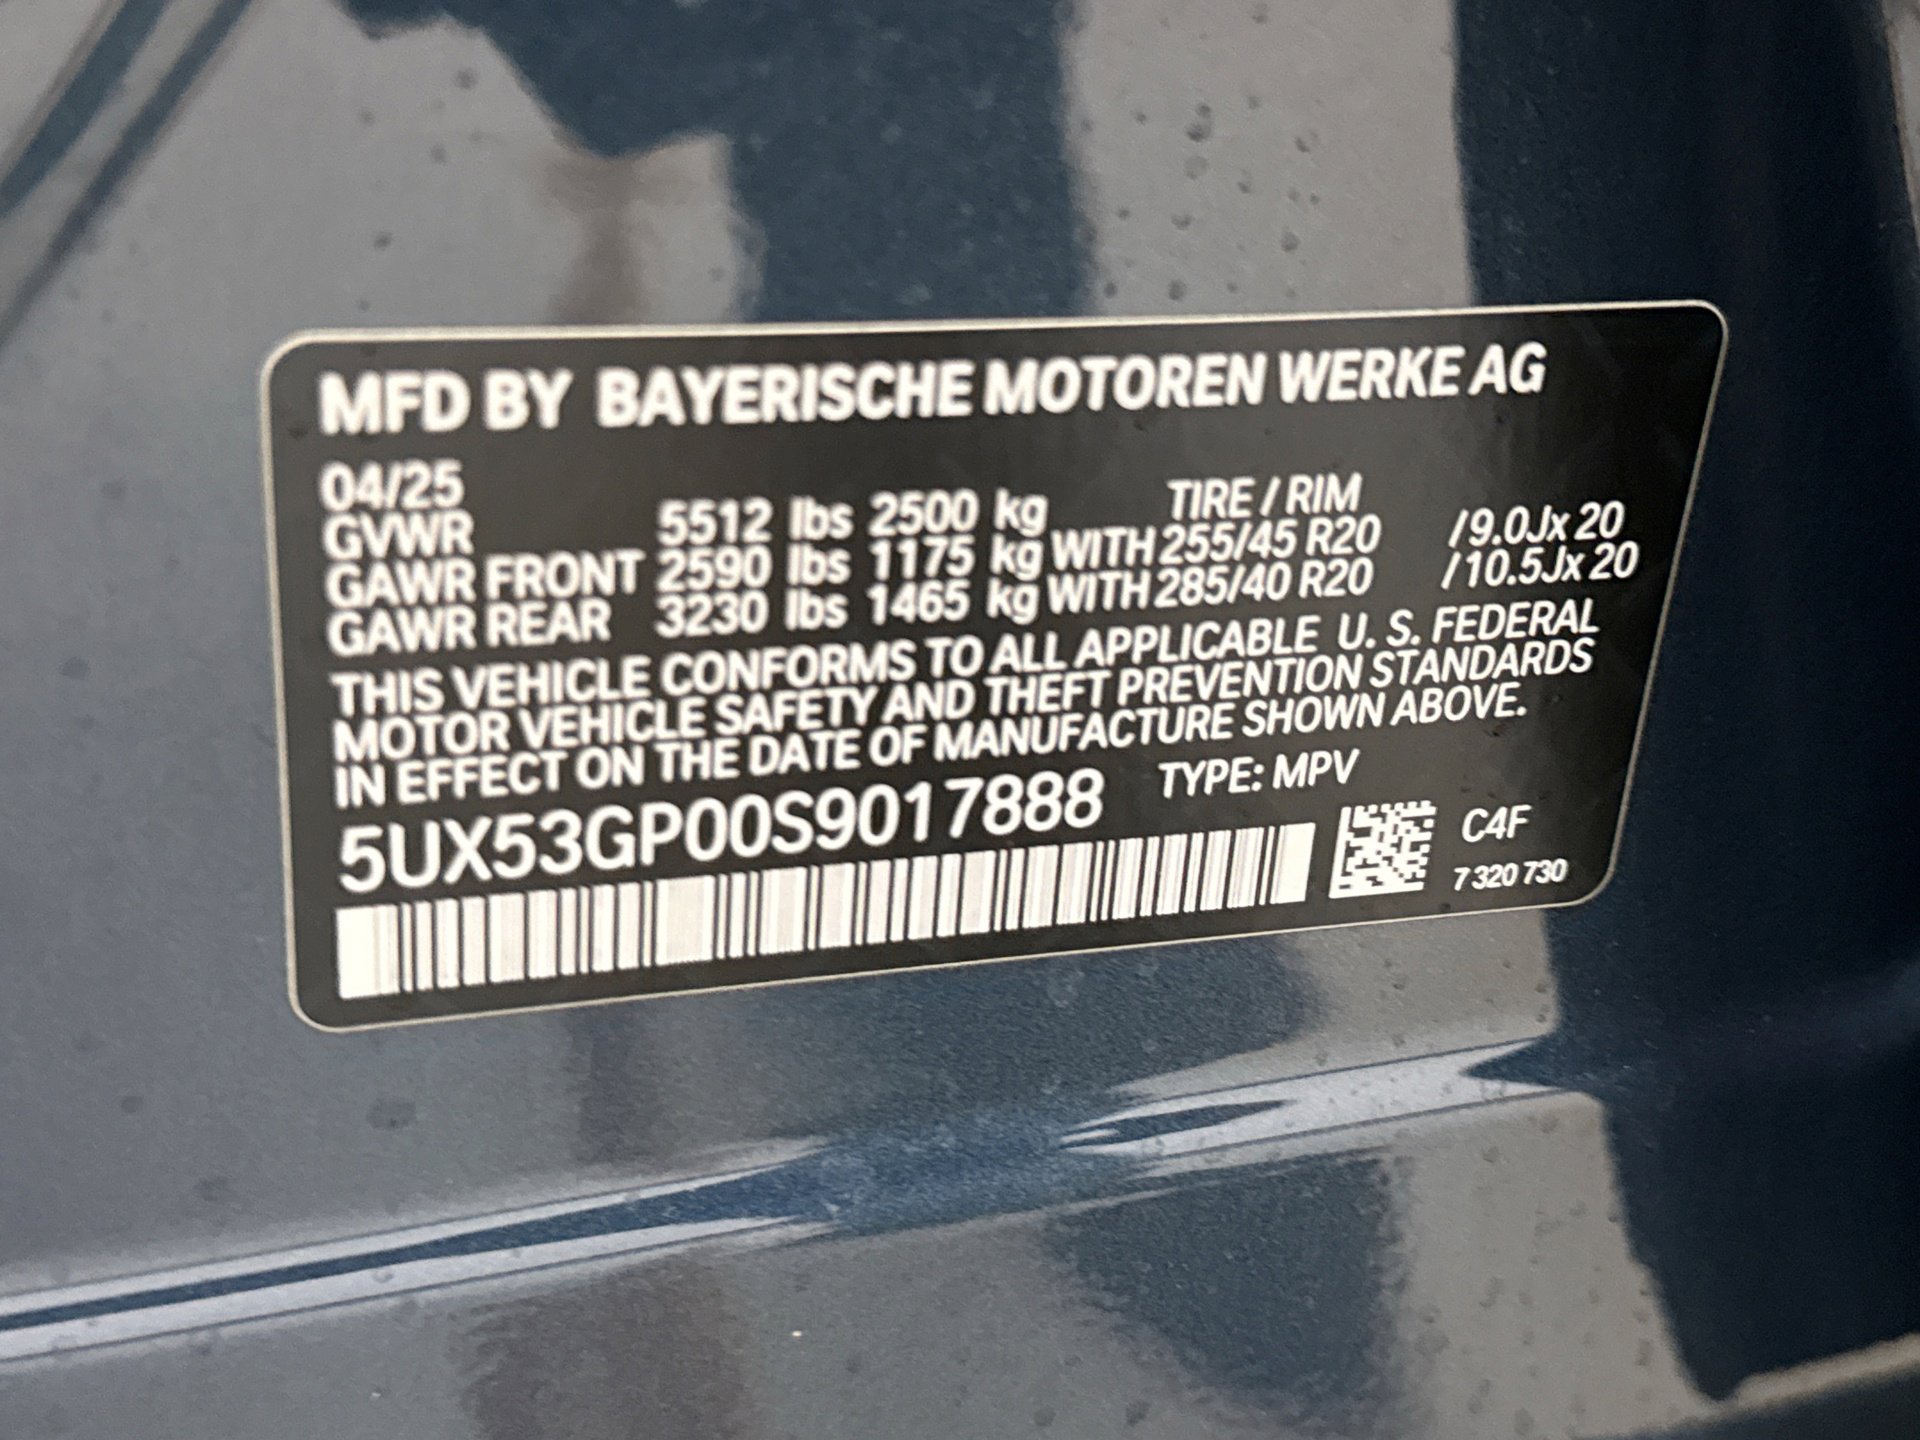 MFD BY BAYERISCHE MOTOREN WERKE AG
04/25 TIRE / RIM
GVWR 5512 lbs 2500 kg
GAWR FRONT 2590 lbs 1175 kg WITH 255/45 R20 /9.0Jx 20
GAWR REAR 3230 lbs 1465 kg WITH 285/40 R20 /10.5Jx 20
THIS VEHICLE CONFORMS TO ALL APPLICABLE U. S. FEDERAL
MOTOR VEHICLE SAFETY AND THEFT PREVENTION STANDARDS
IN EFFECT ON THE DATE OF MANUFACTURE SHOWN ABOVE.
5UX53GP00S9017888 TYPE: MPV
C4F
7 320 730